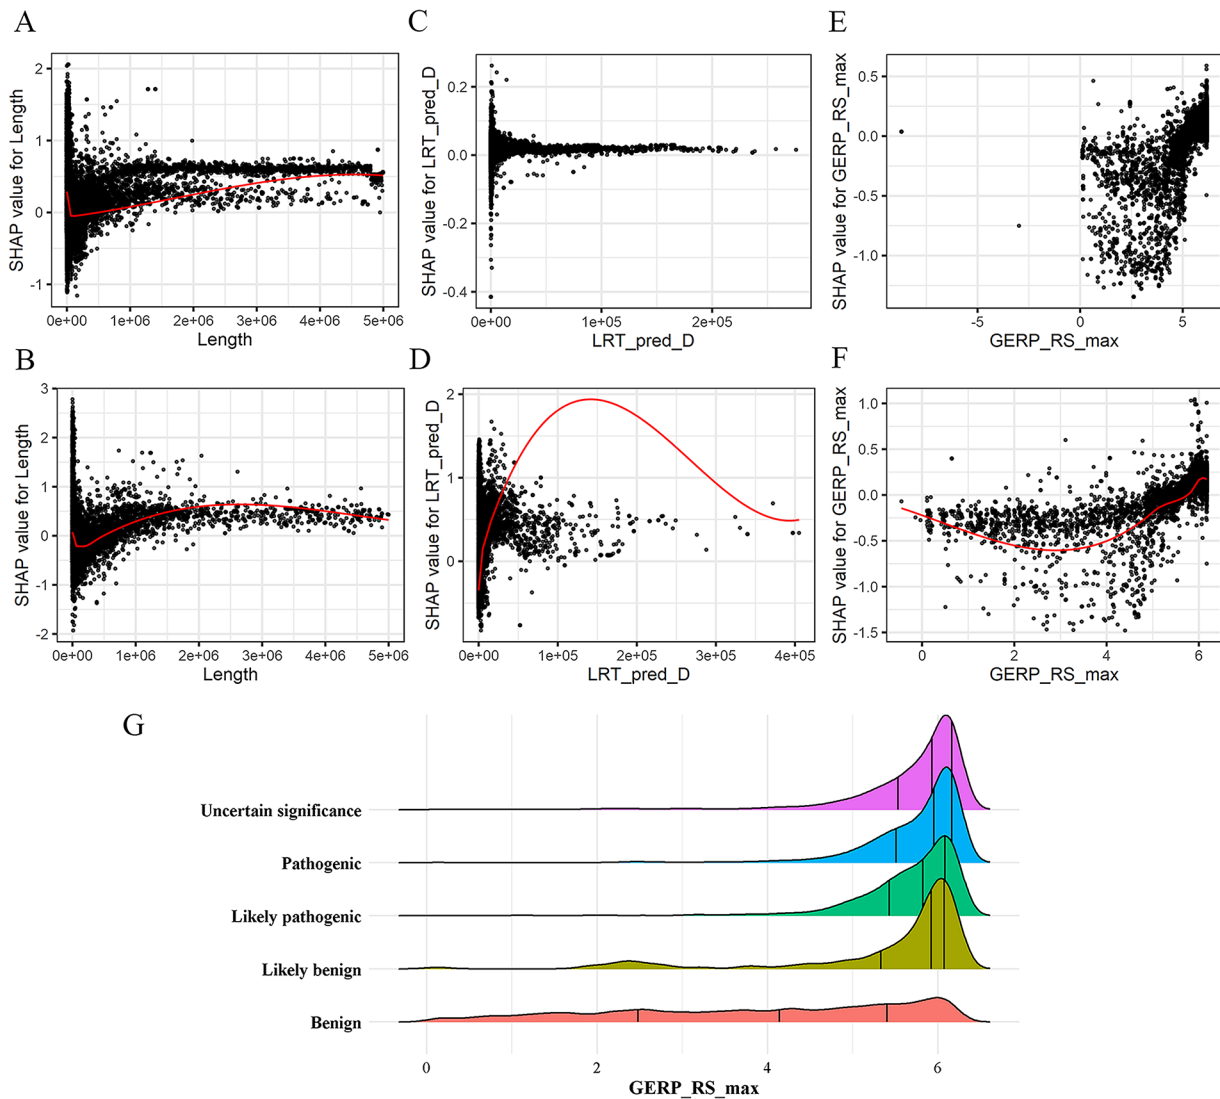 A
SHAP value for Length
2
1
0
-1
0e+00 1e+06 2e+06 3e+06 4e+06 5e+06
Length
C
SHAP value for LRT_pred_D
0.2
0.0
-0.2
-0.4
0e+00 1e+05 2e+05
LRT_pred_D
E
SHAP value for GERP_RS_max
0.5
0.0
-0.5
-1.0
-5 0 5
GERP_RS_max
B
SHAP value for Length
3
2
1
0
-1
-2
0e+00 1e+06 2e+06 3e+06 4e+06 5e+06
Length
D
SHAP value for LRT_pred_D
2
1
0
0e+00 1e+05 2e+05 3e+05 4e+05
LRT_pred_D
F
SHAP value for GERP_RS_max
1.0
0.5
0.0
-0.5
-1.0
-1.5
0 2 4 6
GERP_RS_max
G
Uncertain significance
Pathogenic
Likely pathogenic
Likely benign
Benign
0 2 4 6
GERP_RS_max